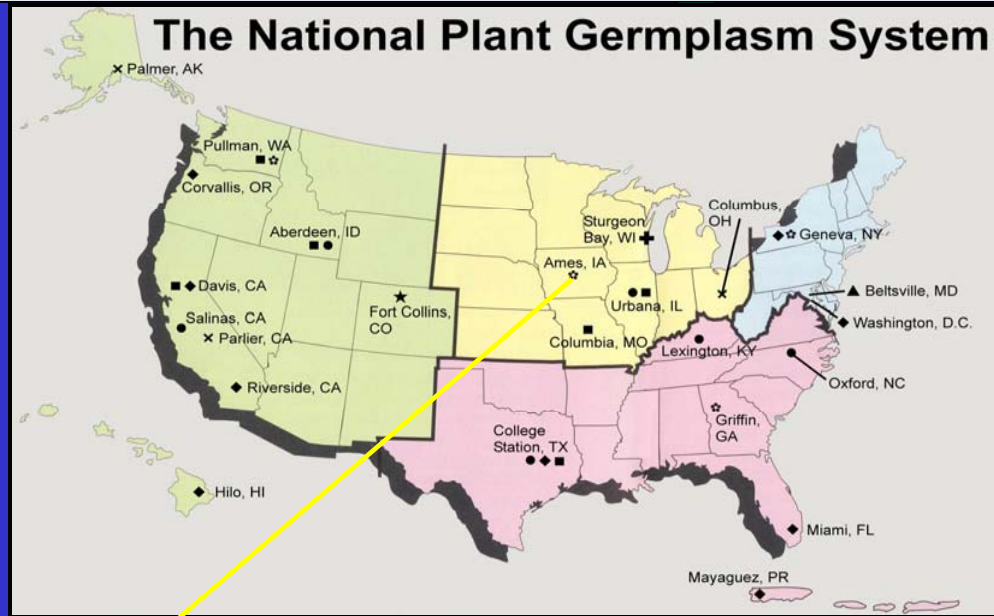 The National Plant Germplasm System
Palmer, AK
Pullman, WA
Corvallis, OR
Aberdeen, ID
Davis, CA
Salinas, CA
Parlier, CA
Riverside, CA
Fort Collins,
CO
Hilo, HI
Sturgeon
Bay, WI
Ames, IA
Urbana, IL
Columbia, MO
Columbus,
OH
Geneva, NY
Beltsville, MD
Washington, D.C.
Lexington, KY
Oxford, NC
Griffin,
GA
College
Station, TX
Miami, FL
Mayaguez, PR